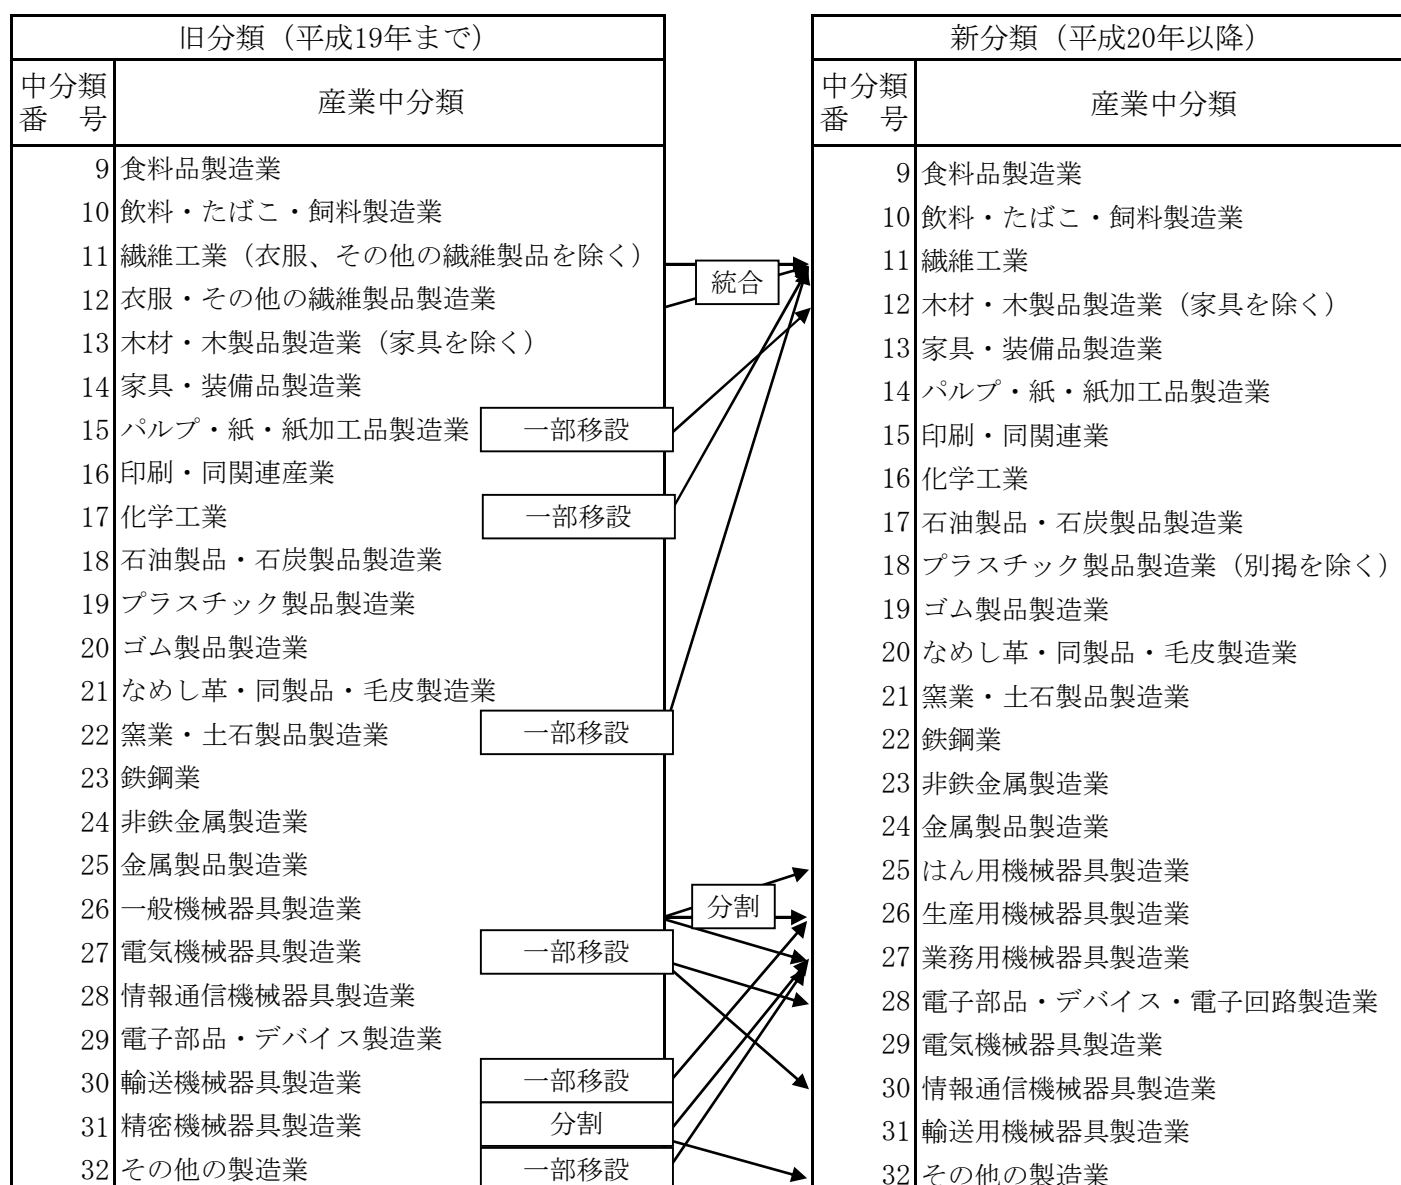 旧分類（平成19年まで）
中分類
番　号
産業中分類
9 食料品製造業
10 飲料・たばこ・飼料製造業
11 繊維工業（衣服、その他の繊維製品を除く）
12 衣服・その他の繊維製品製造業
13 木材・木製品製造業（家具を除く）
14 家具・装備品製造業
15 パルプ・紙・紙加工品製造業 一部移設
16 印刷・同関連産業
17 化学工業 一部移設
18 石油製品・石炭製品製造業
19 プラスチック製品製造業
20 ゴム製品製造業
21 なめし革・同製品・毛皮製造業
22 窯業・土石製品製造業 一部移設
23 鉄鋼業
24 非鉄金属製造業
25 金属製品製造業
26 一般機械器具製造業
27 電気機械器具製造業 一部移設
28 情報通信機械器具製造業
29 電子部品・デバイス製造業
30 輸送機械器具製造業 一部移設
31 精密機械器具製造業 分割
32 その他の製造業 一部移設
統合
分割
新分類（平成20年以降）
中分類
番　号
産業中分類
9 食料品製造業
10 飲料・たばこ・飼料製造業
11 繊維工業
12 木材・木製品製造業（家具を除く）
13 家具・装備品製造業
14 パルプ・紙・紙加工品製造業
15 印刷・同関連業
16 化学工業
17 石油製品・石炭製品製造業
18 プラスチック製品製造業（別掲を除く）
19 ゴム製品製造業
20 なめし革・同製品・毛皮製造業
21 窯業・土石製品製造業
22 鉄鋼業
23 非鉄金属製造業
24 金属製品製造業
25 はん用機械器具製造業
26 生産用機械器具製造業
27 業務用機械器具製造業
28 電子部品・デバイス・電子回路製造業
29 電気機械器具製造業
30 情報通信機械器具製造業
31 輸送用機械器具製造業
32 その他の製造業